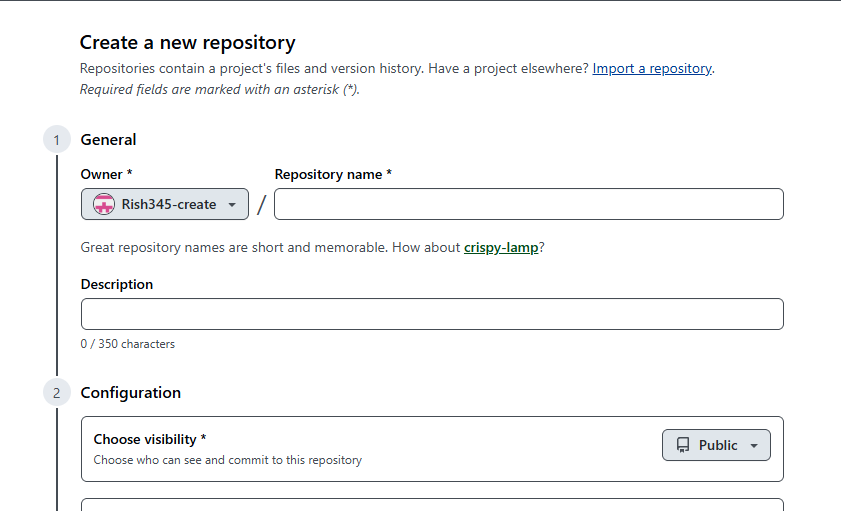 Create a new repository
Repositories contain a project's files and version history. Have a project elsewhere? Import a repository.
Required fields are marked with an asterisk (*).
1 General
Owner * Repository name *
Rish345-create /
Great repository names are short and memorable. How about crispy-lamp?
Description
0 / 350 characters
2 Configuration
Choose visibility *
Public
Choose who can see and commit to this repository